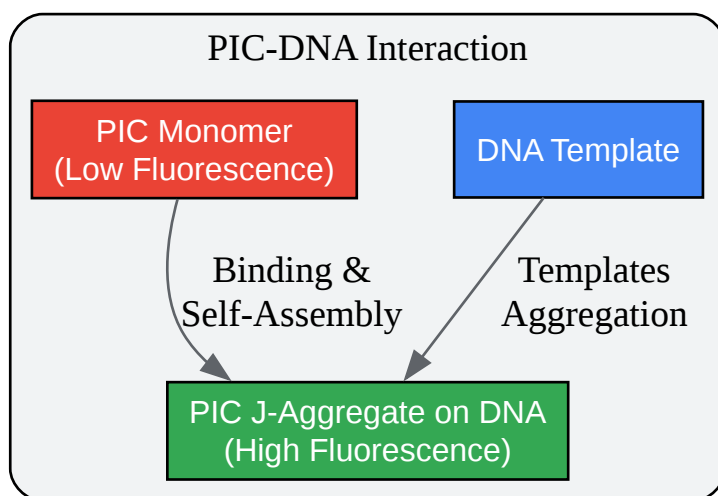 PIC-DNA Interaction
PIC Monomer
(Low Fluorescence)
DNA Template
Binding &
Self-Assembly
Templates
Aggregation
PIC J-Aggregate on DNA
(High Fluorescence)